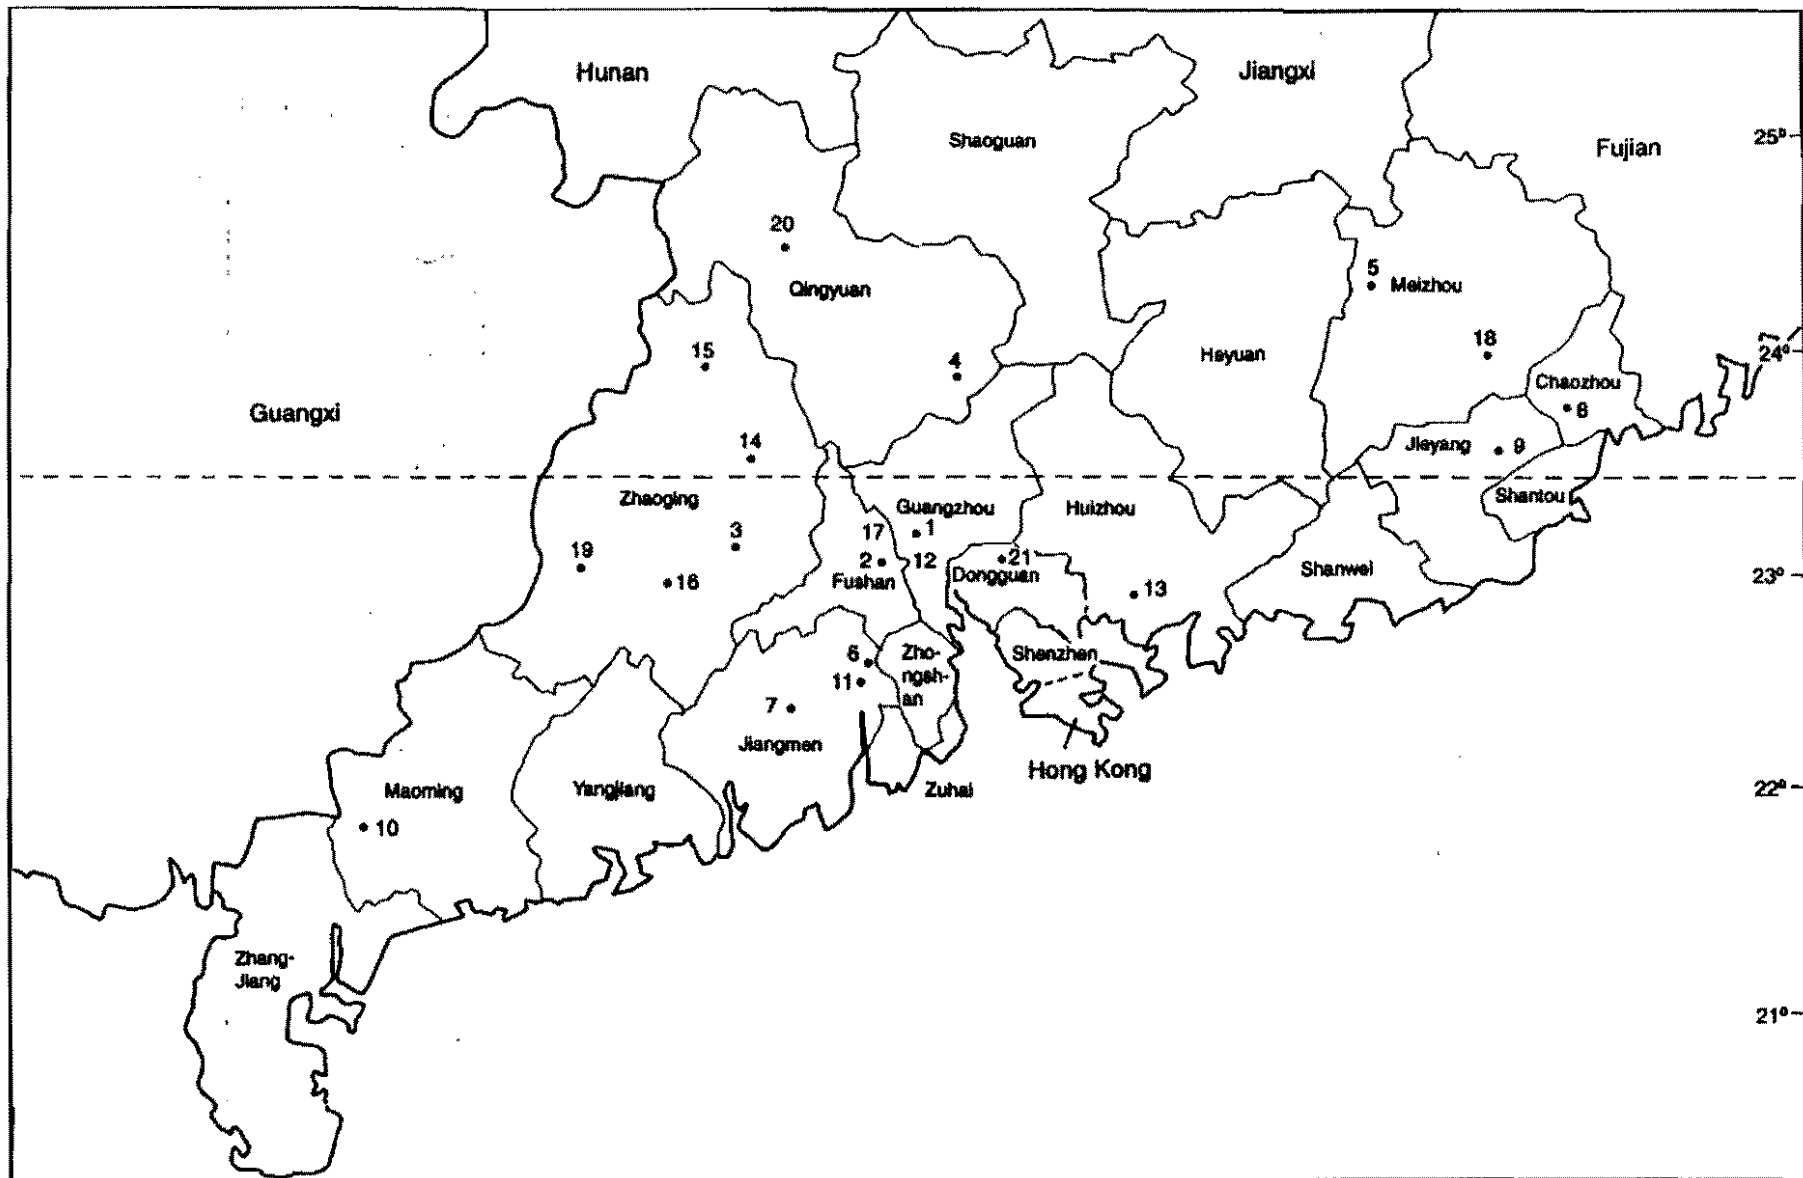 Hunan
Jiangxi
Shaoguan
25°
Fujian
20
Qingyuan
5
Meizhou
15
4
Heyuan
18
24°
Chaozhou
8
Guangxi
14
Jieyang
9
Zhaoging
Guangzhou
Huizhou
Shantou
3
17
1
19
2
12
21
Fushan
Dongguan
Shanwei
23°
16
13
6
Zho-
ngsh-
an
Shenzhen
11
7
Jiangmen
Hong Kong
Maoming
Yangjiang
Zuhai
22°
10
Zhang-
Jiang
21°